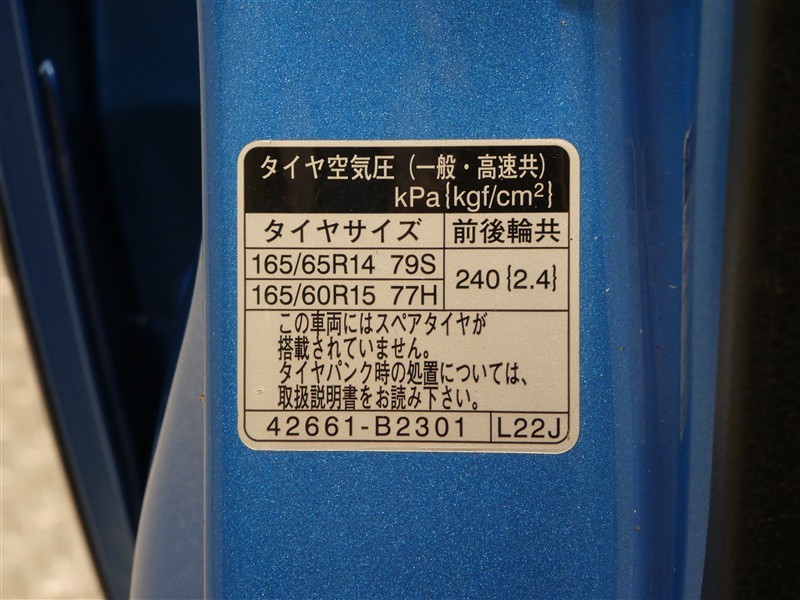 タイヤ空気圧（一般・高速共）
kPa{kgf/cm²}
タイヤサイズ 前後輪共
165/65R14 79S
240{2.4}
165/60R15 77H
この車両にはスペアタイヤが
搭載されていません。
タイヤパンク時の処置については、
取扱説明書をお読み下さい。
42661-B2301 L22J